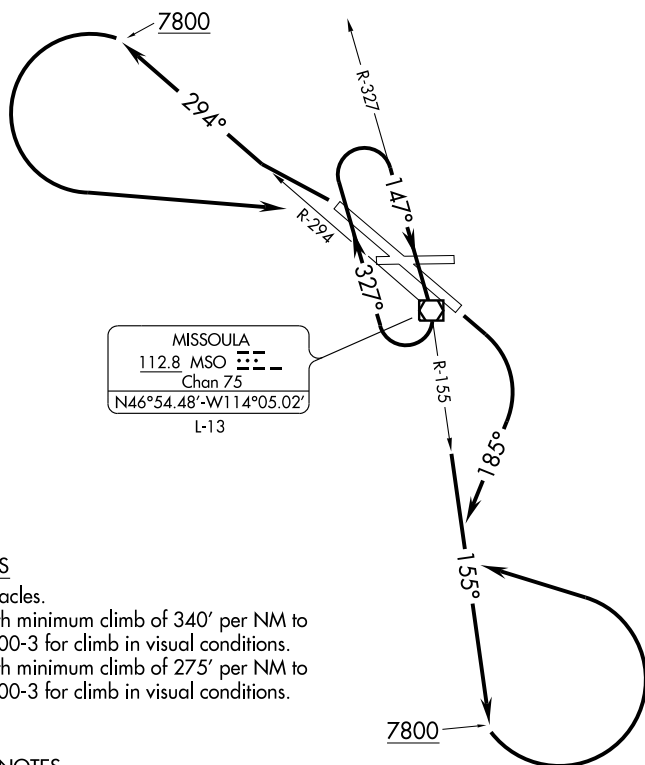 7800
R-327
294°
147°
R-294
327°
MISSOULA
112.8 MSO
Chan 75
N46°54.48'-W114°05.02'
L-13
R-155
185°
155°
S
acles.
h minimum climb of 340' per NM to
00-3 for climb in visual conditions.
h minimum climb of 275' per NM to
00-3 for climb in visual conditions.
7800
NOTES